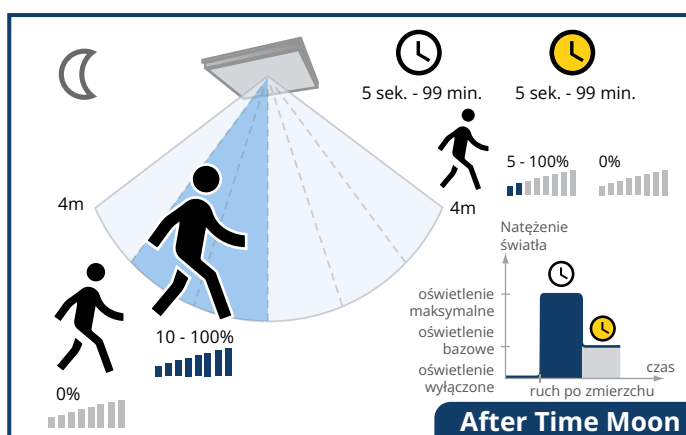 5 sek. - 99 min.
5 sek. - 99 min.
5 - 100%
0%
4m
4m
10 - 100%
0%
Natężenie
światła
oświetlenie
maksymalne
oświetlenie
bazowe
oświetlenie
wyłączone
czas
ruch po zmierzchu
After Time Moon